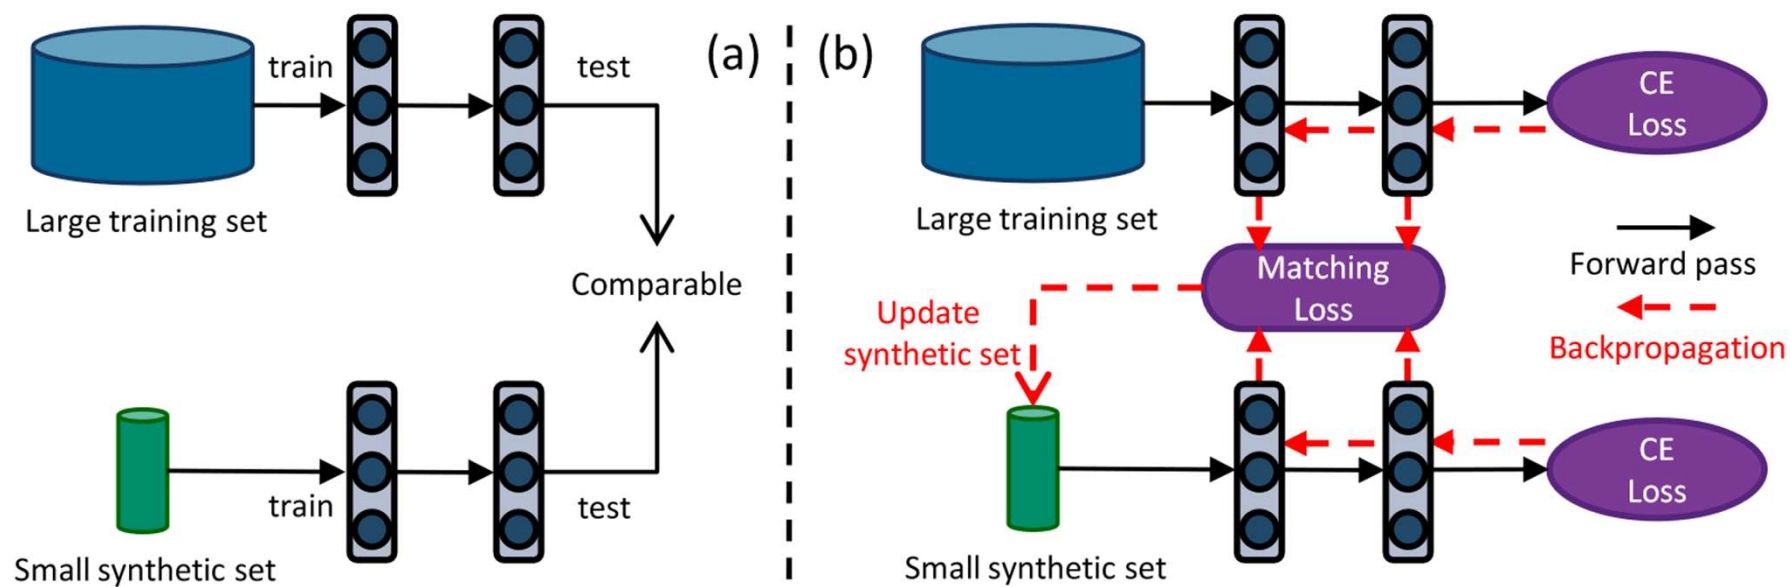 train
test
(a)
Large training set
Comparable
train
test
Small synthetic set
(b)
CE
Loss
Large training set
Matching
Loss
Forward pass
Update
synthetic set
Backpropagation
CE
Loss
Small synthetic set